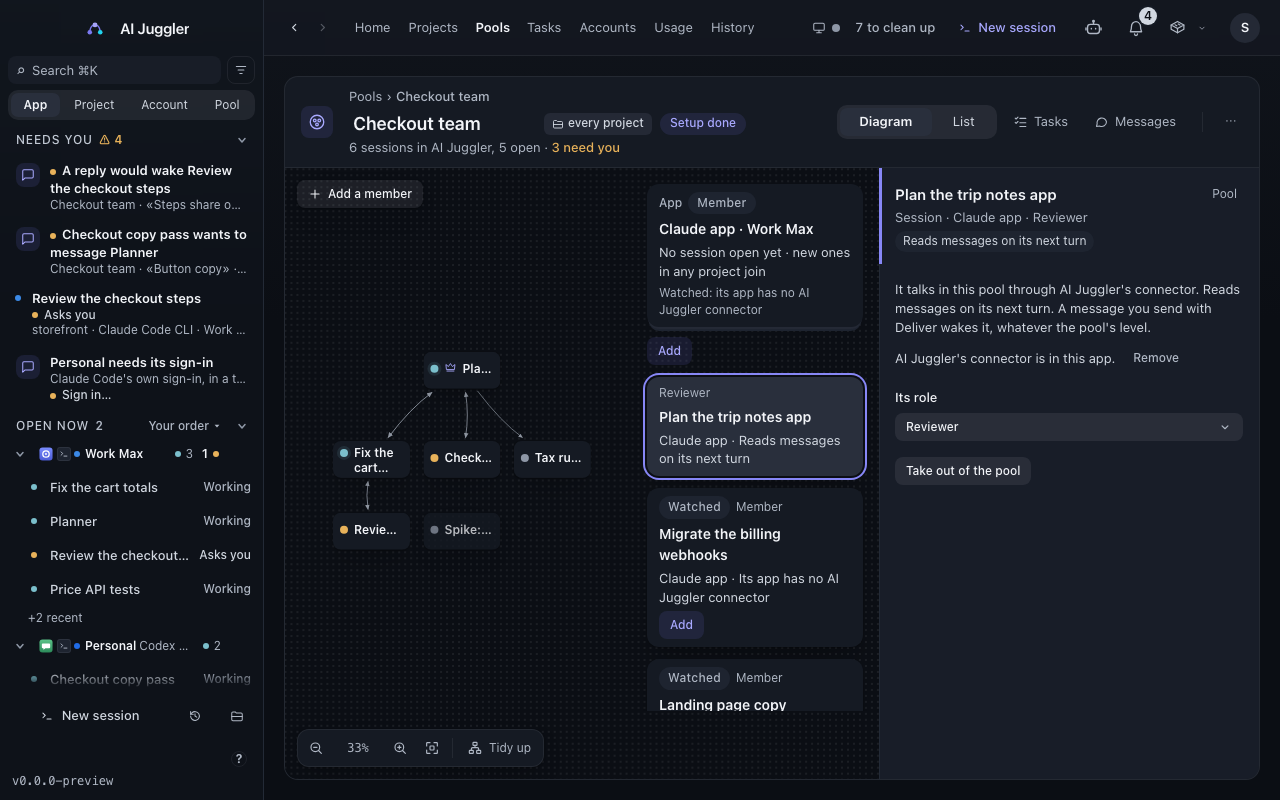 AI Juggler
Search ⌘K
App
Project
Account
Pool
NEEDS YOU
4
A reply would wake Review
the checkout steps
Checkout team · «Steps share o...
Checkout copy pass wants to
message Planner
Checkout team · «Button copy» ·...
Review the checkout steps
Asks you
storefront · Claude Code CLI · Work ...
Personal needs its sign-in
Claude Code's own sign-in, in a t...
Sign in...
OPEN NOW 2
Your order
Work Max
3
1
Fix the cart totals
Working
Planner
Working
Review the checkout...
Asks you
Price API tests
Working
+2 recent
Personal Codex ...
2
Checkout copy pass
Working
New session
?
v0.0.0-preview
Home
Projects
Pools
Tasks
Accounts
Usage
History
7 to clean up
New session
4
S
Pools › Checkout team
Checkout team
every project
Setup done
6 sessions in AI Juggler, 5 open · 3 need you
Diagram
List
Tasks
Messages
Add a member
Pla...
Fix the
cart...
Check...
Tax ru...
Revie...
Spike:...
33%
Tidy up
App
Member
Claude app · Work Max
No session open yet · new ones
in any project join
Watched: its app has no AI
Juggler connector
Add
Reviewer
Plan the trip notes app
Claude app · Reads messages
on its next turn
Watched
Member
Migrate the billing
webhooks
Claude app · Its app has no AI
Juggler connector
Add
Watched
Member
Landing page copy
Plan the trip notes app
Pool
Session · Claude app · Reviewer
Reads messages on its next turn
It talks in this pool through AI Juggler's connector. Reads
messages on its next turn. A message you send with
Deliver wakes it, whatever the pool's level.
AI Juggler's connector is in this app.
Remove
Its role
Reviewer
Take out of the pool